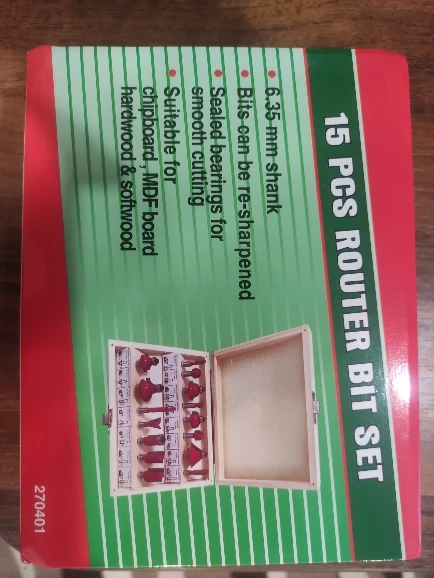 15 PCS ROUTER BIT SET
• 6.35 mm shank
• Bits can be re-sharpened
• Sealed bearings for
smooth cutting
• Suitable for
chipboard , MDF board
hardwood & softwood
270401